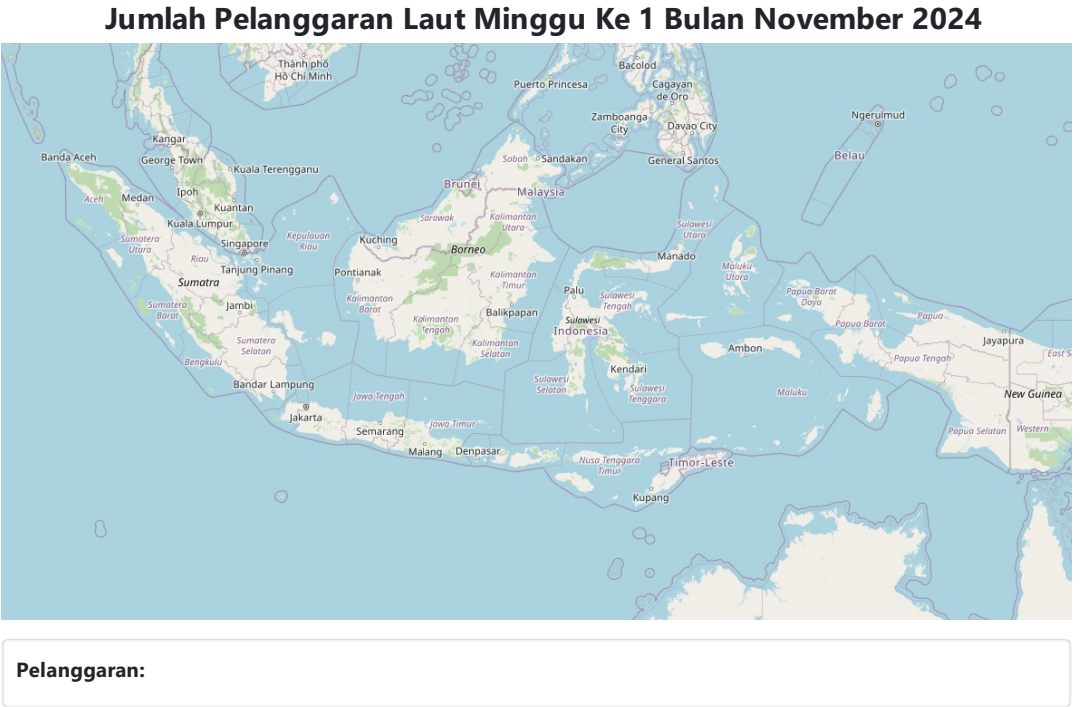 Jumlah Pelanggaran Laut Minggu Ke 1 Bulan November 2024
Thành phố
Hồ Chí Minh
Bacolod
Puerto Princesa
Cagayan
de Oro
Zamboanga
City
Davao City
Ngerulmud
Kangar
Banda Aceh
George Town
Kuala Terengganu
Sabah
Sandakan
General Santos
Belau
Ipoh
Brunei
Malaysia
Aceh
Medan
Kuantan
Kuala Lumpur
Sarawak
Kalimantan
Utara
Sulawesi
Utara
Sumatera
Utara
Singapore
Kepulauan
Riau
Kuching
Borneo
Manado
Riau
Tanjung Pinang
Pontianak
Maluku
Utara
Sumatra
Kalimantan
Timur
Palu
Sulawesi
Tengah
Papua Barat
Daya
Sumatera
Barat
Jambi
Kalimantan
Barat
Balikpapan
Kalimantan
Tengah
Sulawesi
Indonesia
Papua Barat
Papua
Sumatera
Selatan
Kalimantan
Selatan
Ambon
Jayapura
East S
Bengkulu
Papua Tengah
Bandar Lampung
Kendari
Sulawesi
Selatan
Sulawesi
Tenggara
Maluku
New Guinea
Jawa Tengah
Jakarta
Semarang
Jawa Timur
Papua Selatan
Western
Malang
Denpasar
Nusa Tenggara
Timur
Timor-Leste
Kupang
Pelanggaran: